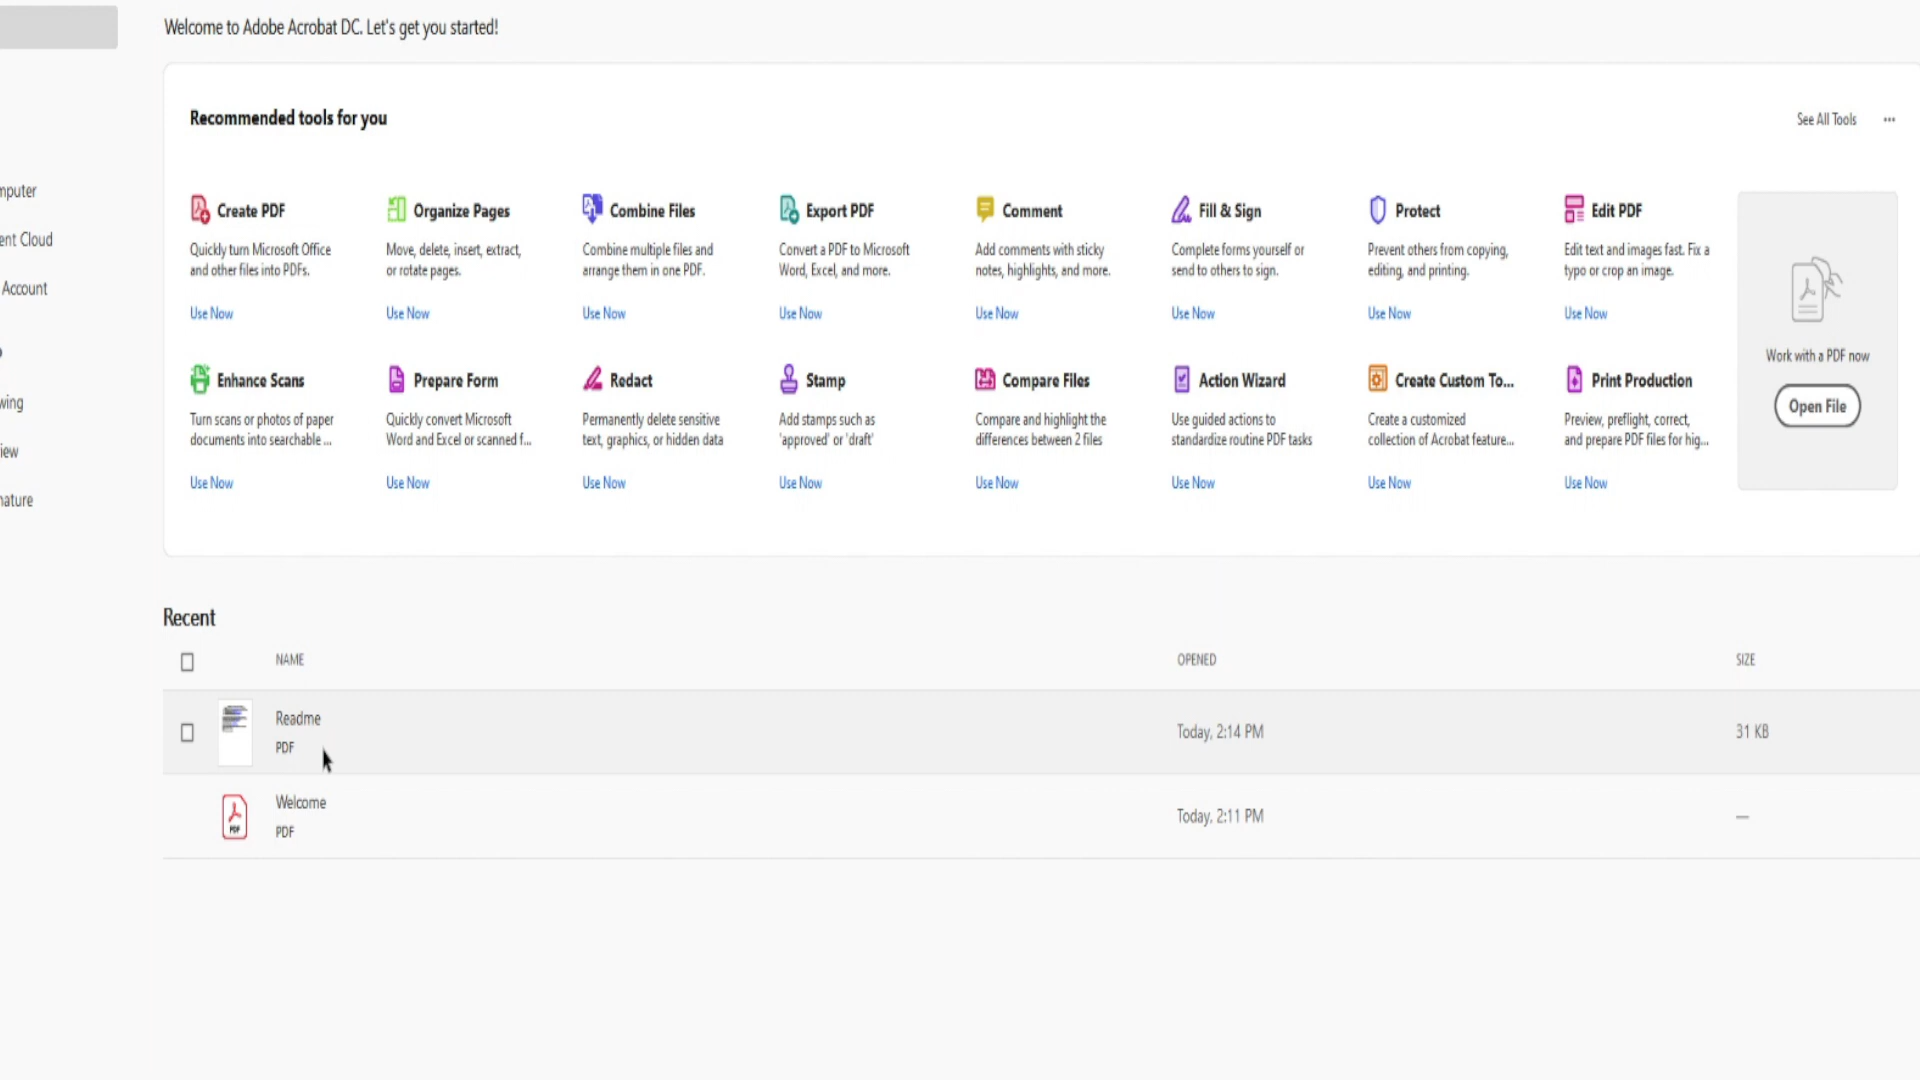 Welcome to Adobe Acrobat DC. Let's get you started!
Recommended tools for you
See All Tools
mputer
ent Cloud
Account
wing
iew
nature
Create PDF
Quickly turn Microsoft Office
and other files into PDFs.
Use Now
Organize Pages
Move, delete, insert, extract,
or rotate pages.
Use Now
Combine Files
Combine multiple files and
arrange them in one PDF.
Use Now
Export PDF
Convert a PDF to Microsoft
Word, Excel, and more.
Use Now
Comment
Add comments with sticky
notes, highlights, and more.
Use Now
Fill & Sign
Complete forms yourself or
send to others to sign.
Use Now
Protect
Prevent others from copying,
editing, and printing.
Use Now
Edit PDF
Edit text and images fast. Fix a
typo or crop an image.
Use Now
Enhance Scans
Turn scans or photos of paper
documents into searchable ...
Use Now
Prepare Form
Quickly convert Microsoft
Word and Excel or scanned f...
Use Now
Redact
Permanently delete sensitive
text, graphics, or hidden data
Use Now
Stamp
Add stamps such as
'approved' or 'draft'
Use Now
Compare Files
Compare and highlight the
differences between 2 files
Use Now
Action Wizard
Use guided actions to
standardize routine PDF tasks
Use Now
Create Custom To...
Create a customized
collection of Acrobat feature...
Use Now
Print Production
Preview, preflight, correct,
and prepare PDF files for hig...
Use Now
Work with a PDF now
Open File
Recent
NAME OPENED SIZE
Readme
PDF
Today, 2:14 PM
31 KB
Welcome
PDF
PDF
Today, 2:11 PM
—